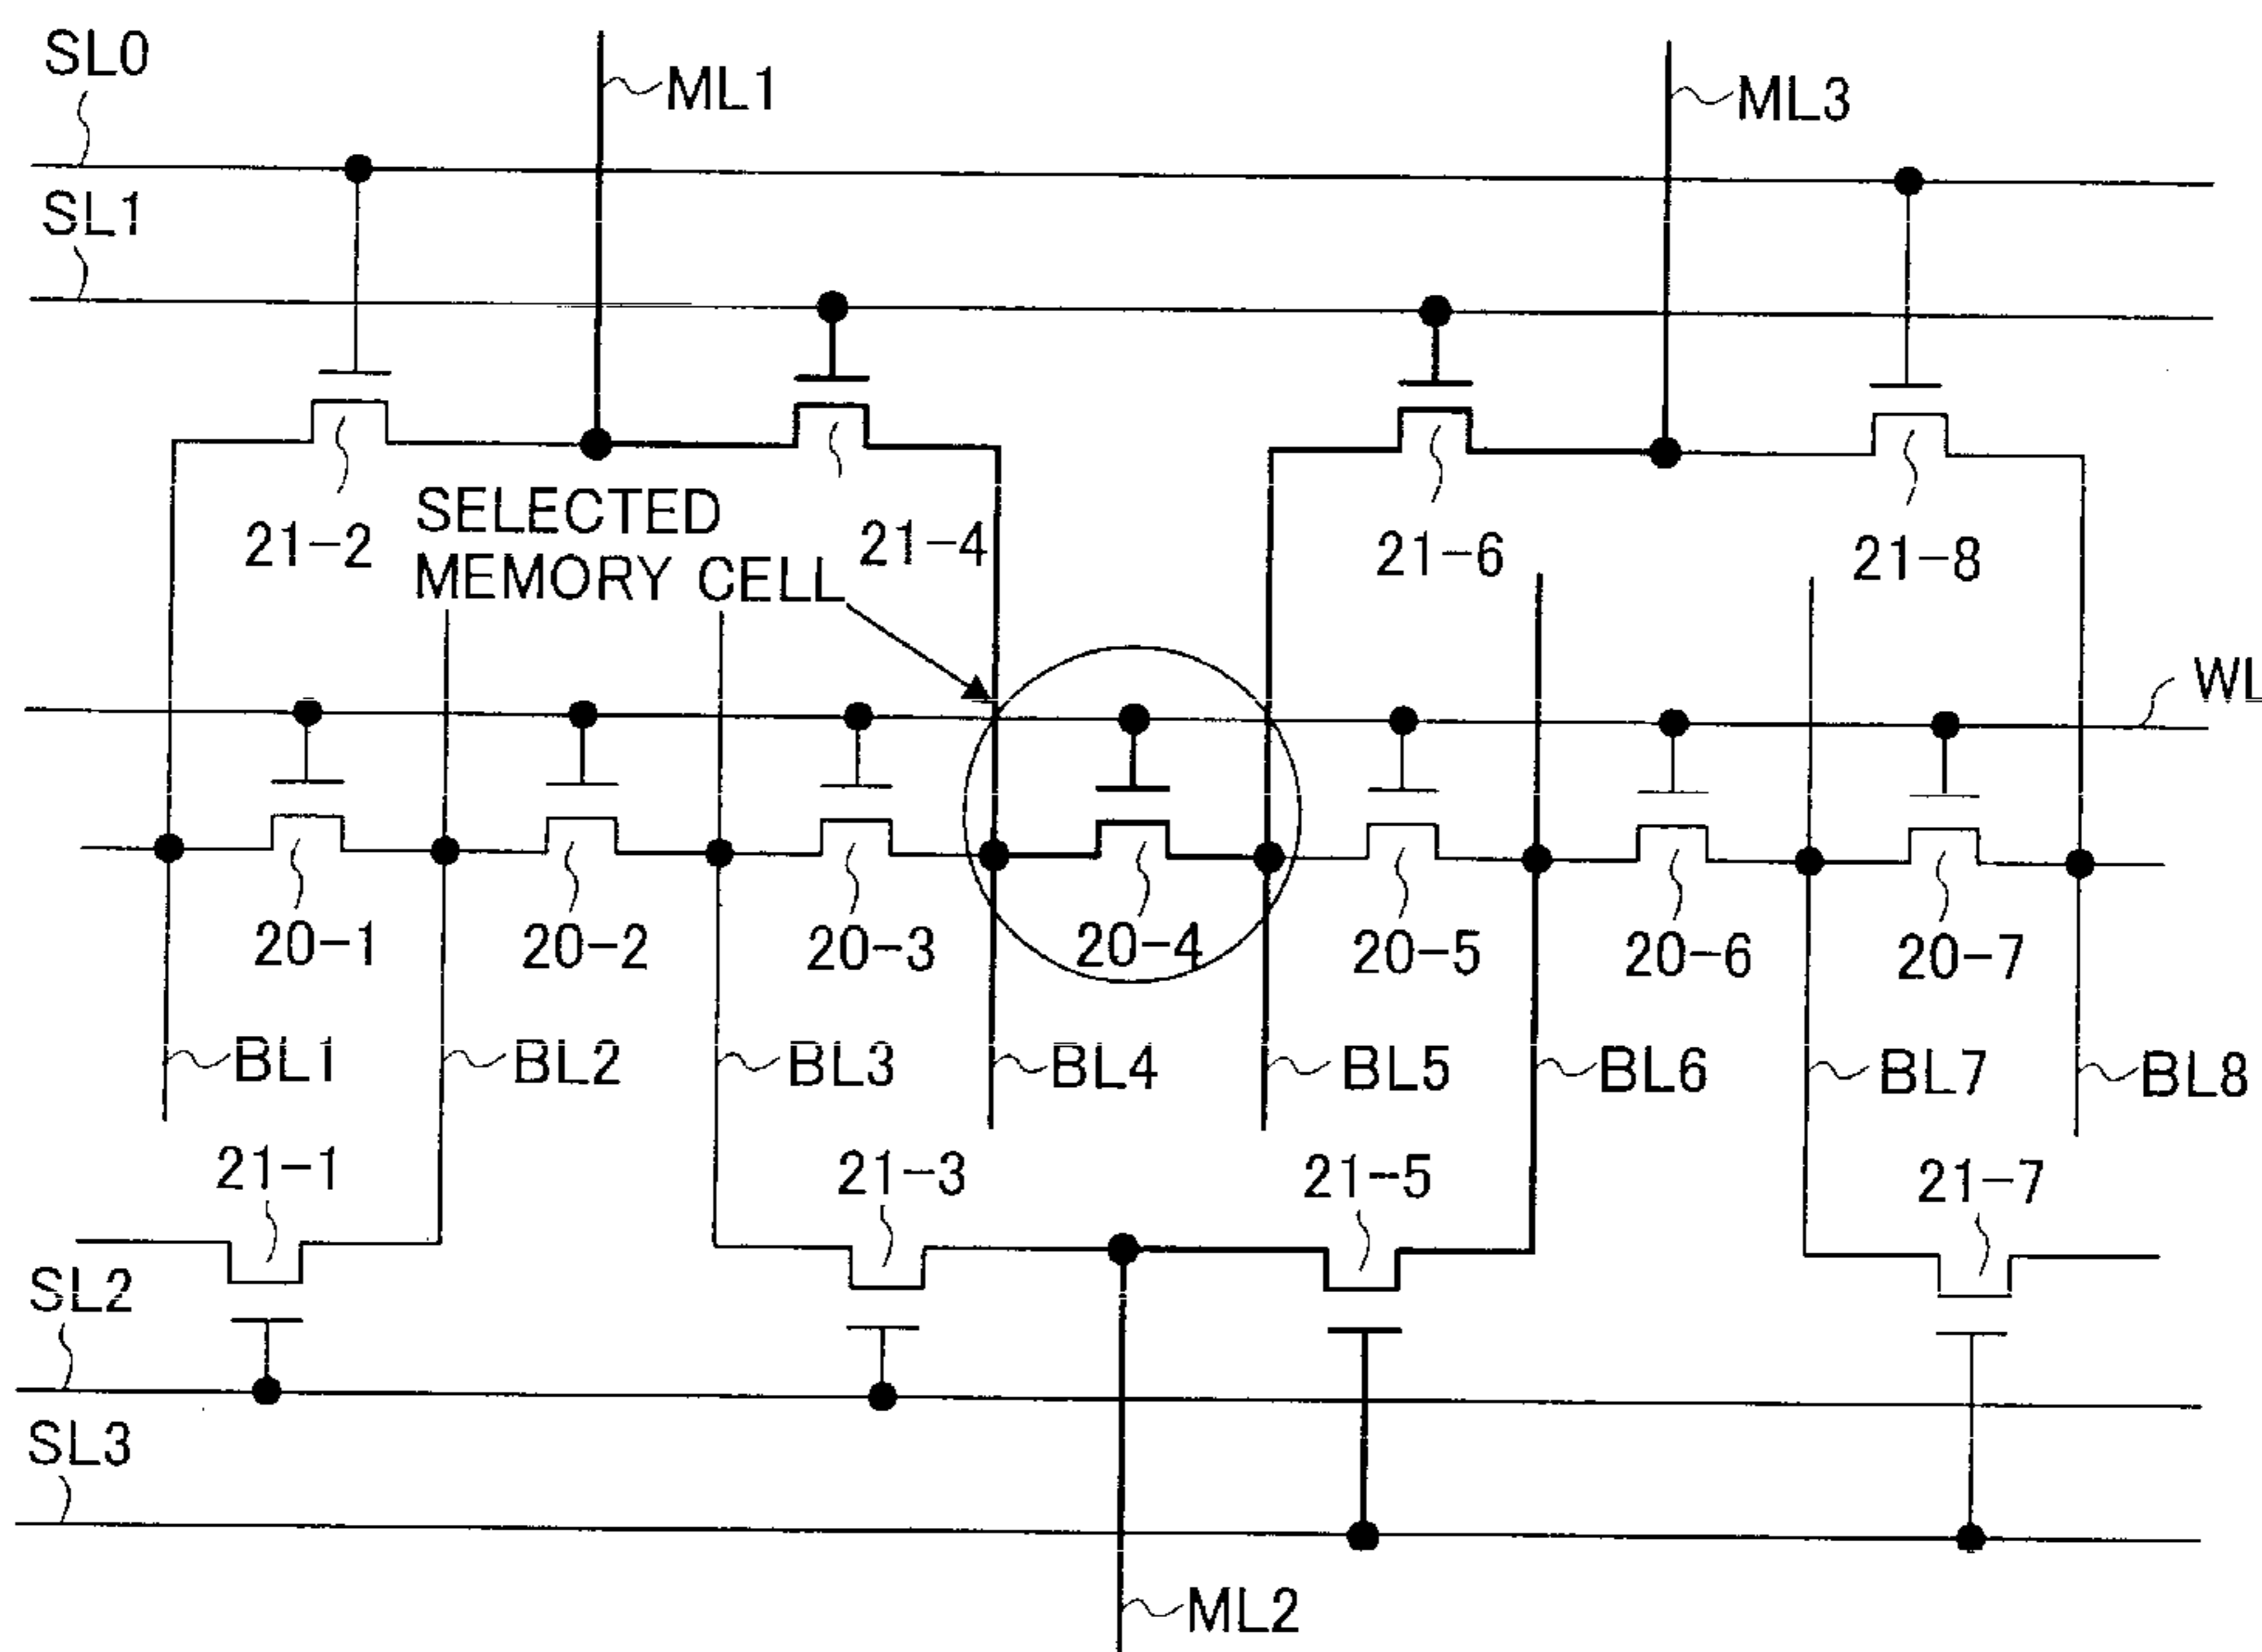 SL0
ML1
ML3
SL1
SELECTED
MEMORY CELL
21-2
21-4
21-6
21-8
WL
20-1
20-2
20-3
20-4
20-5
20-6
20-7
BL1
BL2
BL3
BL4
BL5
BL6
BL7
BL8
21-1
21-3
21-5
21-7
SL2
SL3
ML2